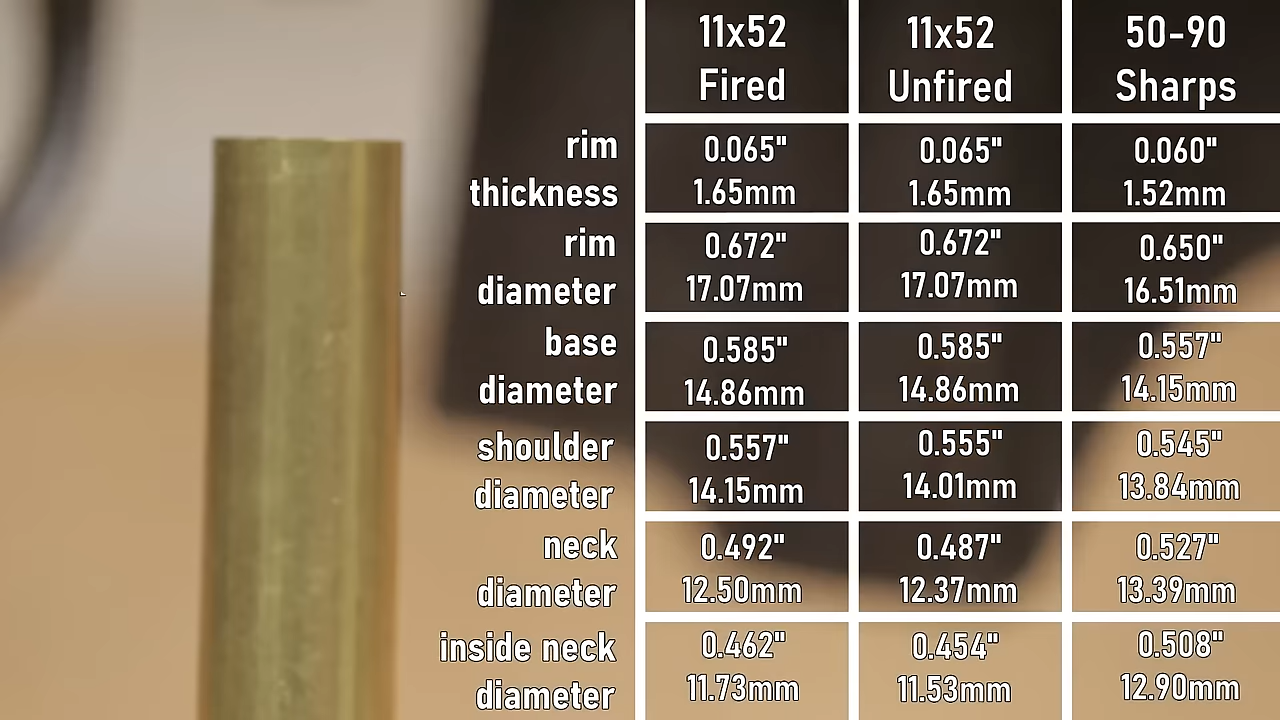 11x52 11x52 50-90
Fired Unfired Sharps
rim 0.065" 0.065" 0.060"
thickness 1.65mm 1.65mm 1.52mm
rim 0.672" 0.672" 0.650"
diameter 17.07mm 17.07mm 16.51mm
base 0.585" 0.585" 0.557"
diameter 14.86mm 14.86mm 14.15mm
shoulder 0.557" 0.555" 0.545"
diameter 14.15mm 14.01mm 13.84mm
neck 0.492" 0.487" 0.527"
diameter 12.50mm 12.37mm 13.39mm
inside neck 0.462" 0.454" 0.508"
diameter 11.73mm 11.53mm 12.90mm